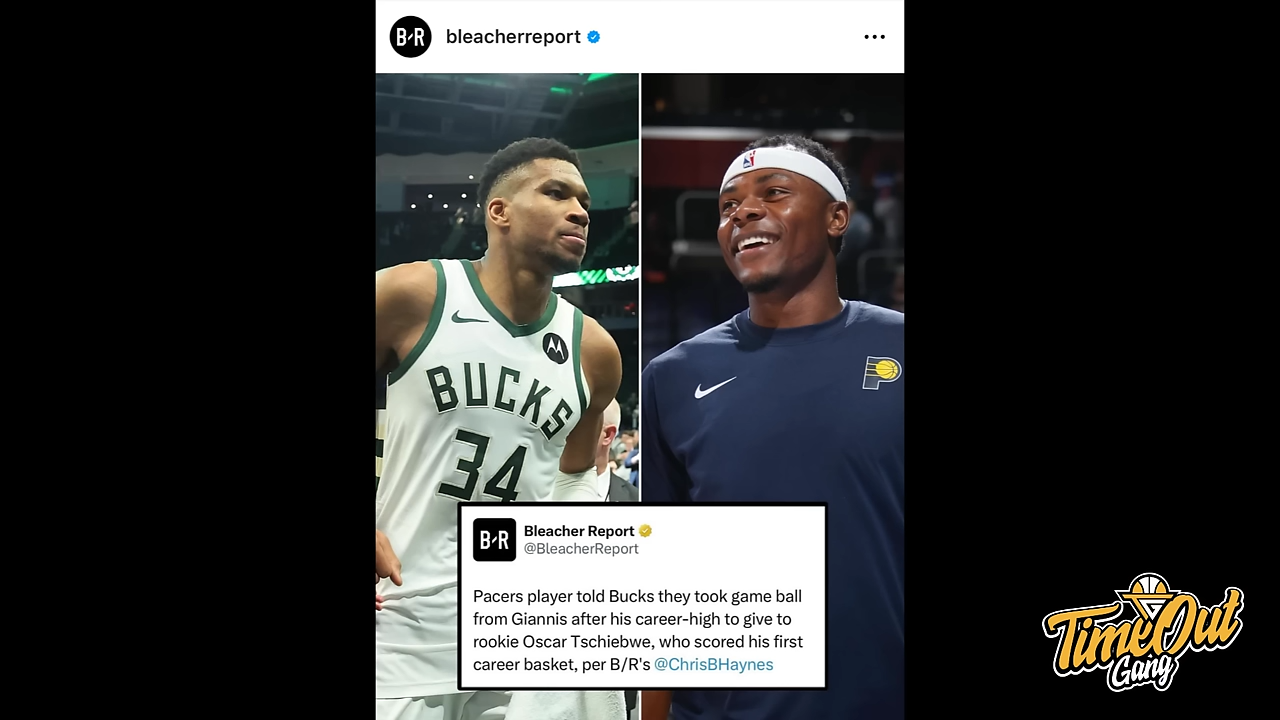 B/R
bleacherreport
BUCKS
34
B/R
Bleacher Report
@BleacherReport
Pacers player told Bucks they took game ball
from Giannis after his career-high to give to
rookie Oscar Tschiebwe, who scored his first
career basket, per B/R's @ChrisBHaynes
TimeOut
Gang